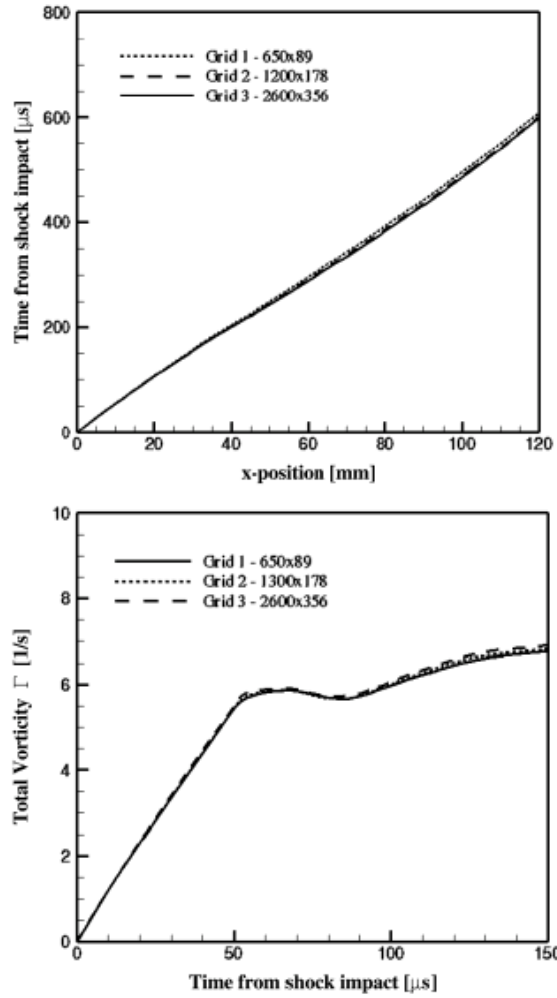 800
600
400
200
0
Time from shock impact [μs]
Grid 1 - 650x89
Grid 2 - 1200x178
Grid 3 - 2600x356
0 20 40 60 80 100 120
x-position [mm]
10
8
6
4
2
0
Total Vorticity Γ [1/s]
Grid 1 - 650x89
Grid 2 - 1300x178
Grid 3 - 2600x356
0 50 100 150
Time from shock impact [μs]